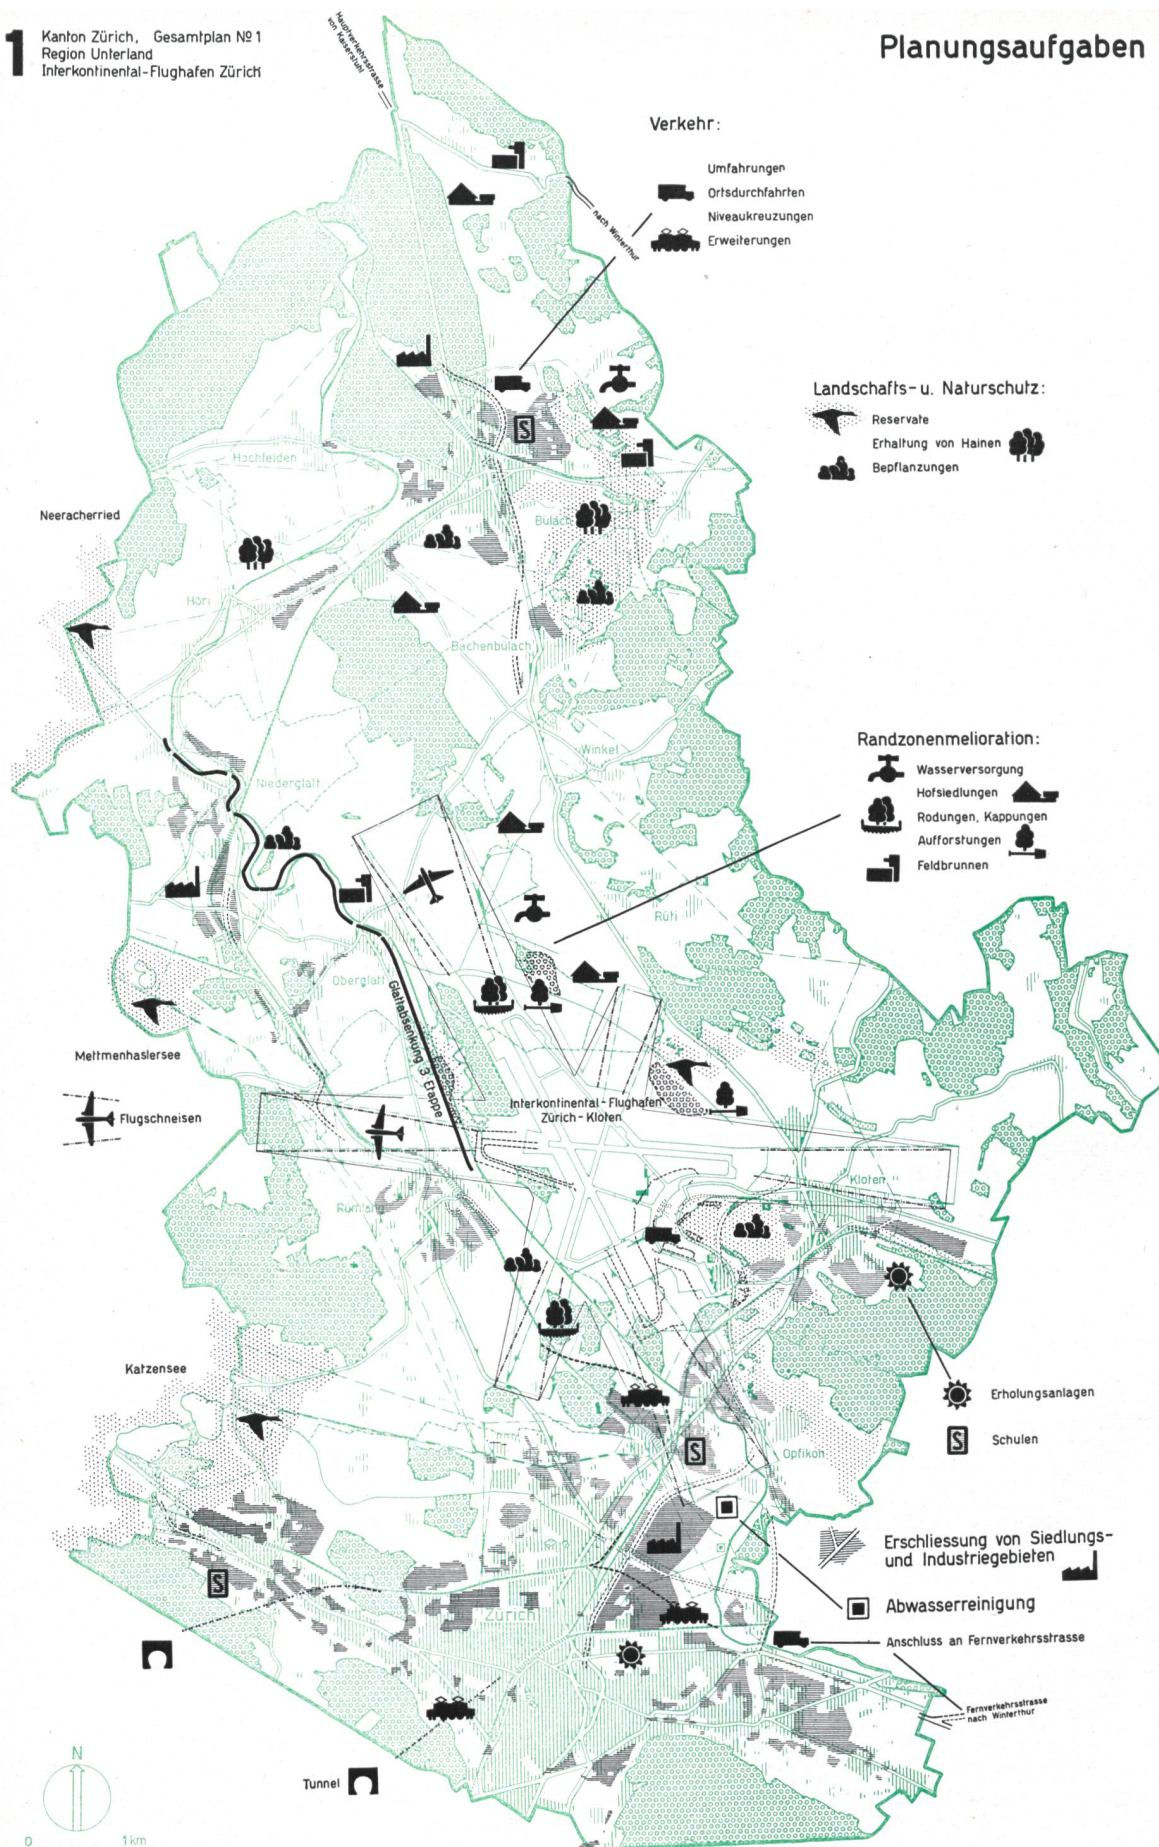 1
Kanton Zürich, Gesamtplan Nº 1
Region Unterland
Interkontinental-Flughafen Zürich
Planungsaufgaben
Hauptverkehrsstrasse
von Kaiserstuhl
Verkehr:
Umfahrungen
Ortsdurchfahrten
Niveaukreuzungen
Erweiterungen
nach Winterthur
Landschafts- u. Naturschutz:
Reservate
Erhaltung von Hainen
Bepflanzungen
S
Hochfelden
Neeracherried
Bülach
Höri
Bachenbülach
Winkel
Niederglatt
Randzonenmelioration:
Wasserversorgung
Hofsiedlungen
Rodungen, Kappungen
Aufforstungen
Feldbrunnen
Rüti
Oberglatt
Glattabsenkung 3. Etappe
Mettmenhaslersee
Flugschneisen
Interkontinental-Flughafen
Zürich-Kloten
Kloten
Rümlang
Katzensee
Erholungsanlagen
S
Schulen
S
Opfikon
Erschliessung von Siedlungs-
und Industriegebieten
S
Zürich
Abwasserreinigung
Anschluss an Fernverkehrsstrasse
Fernverkehrsstrasse
nach Winterthur
Tunnel
N
0 1 km